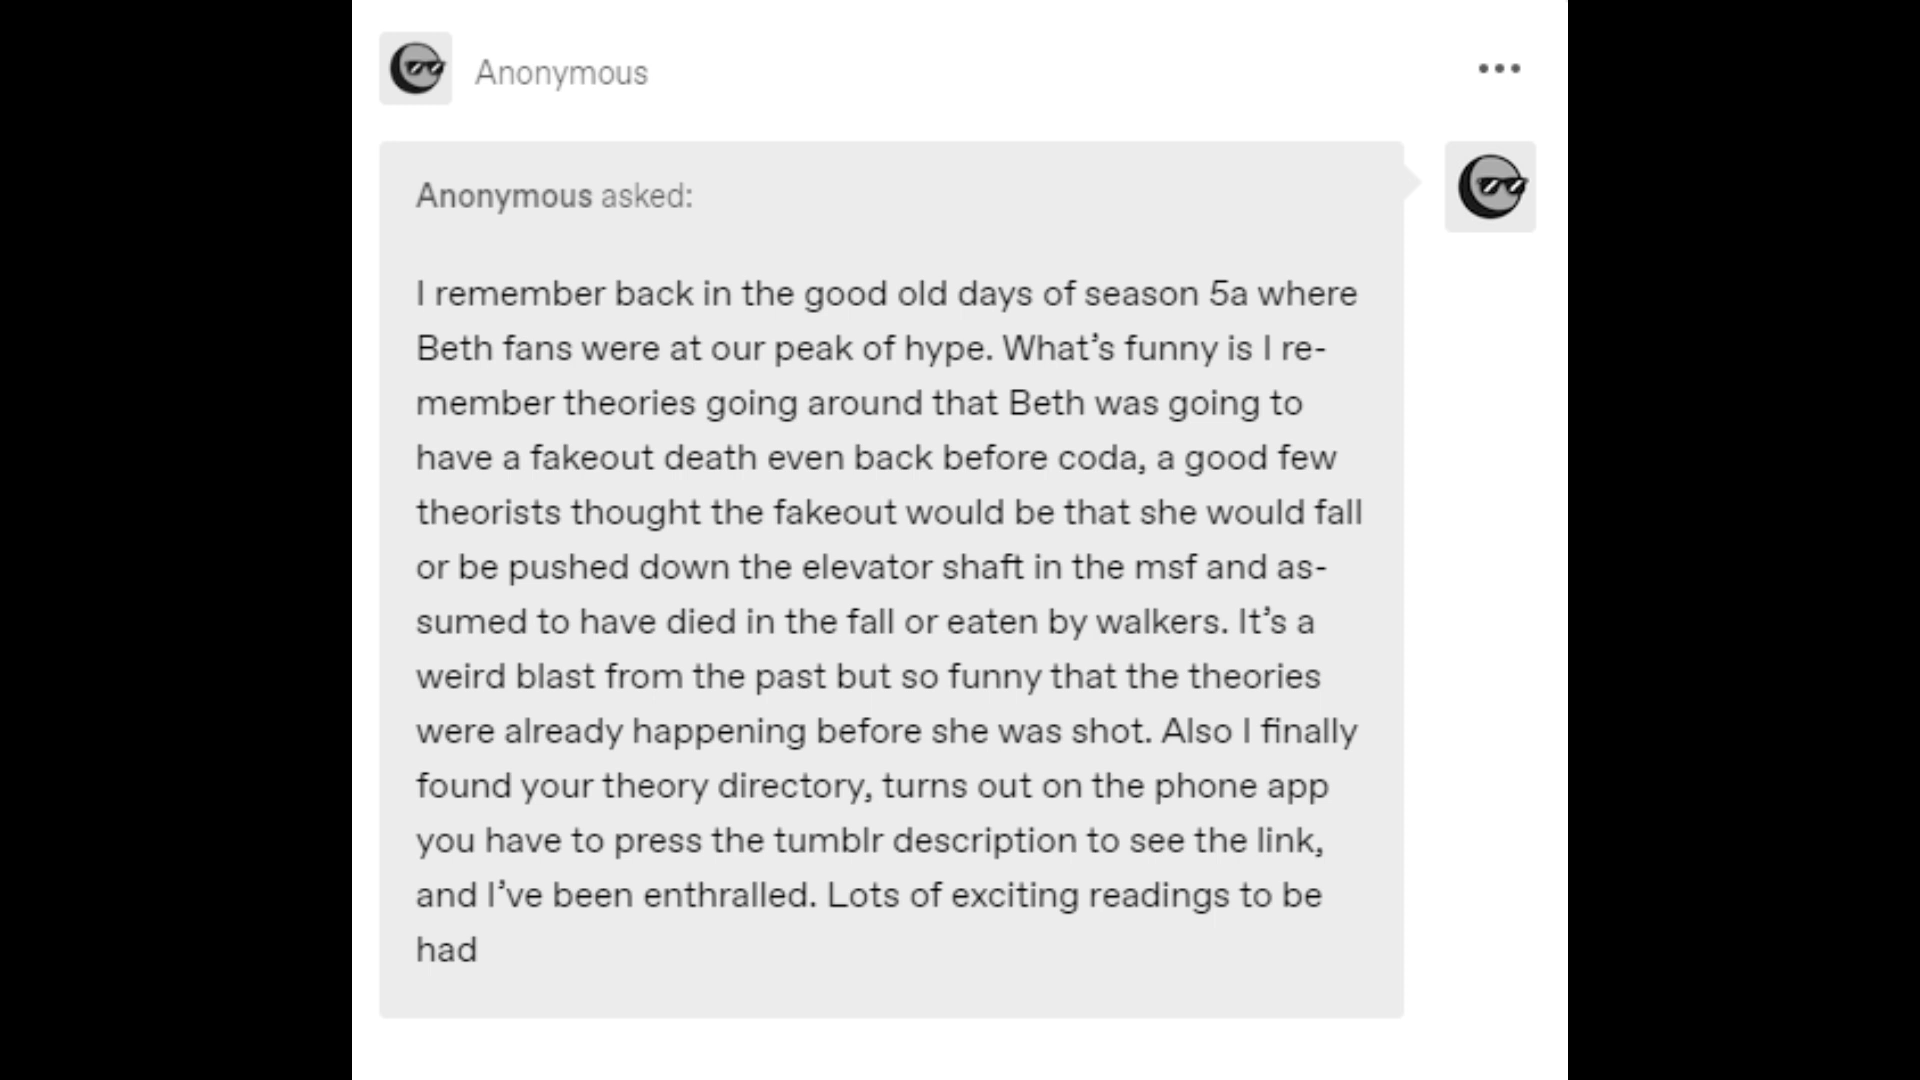 Anonymous
Anonymous asked:
I remember back in the good old days of season 5a where
Beth fans were at our peak of hype. What’s funny is I re-
member theories going around that Beth was going to
have a fakeout death even back before coda, a good few
theorists thought the fakeout would be that she would fall
or be pushed down the elevator shaft in the msf and as-
sumed to have died in the fall or eaten by walkers. It’s a
weird blast from the past but so funny that the theories
were already happening before she was shot. Also I finally
found your theory directory, turns out on the phone app
you have to press the tumblr description to see the link,
and I’ve been enthralled. Lots of exciting readings to be
had